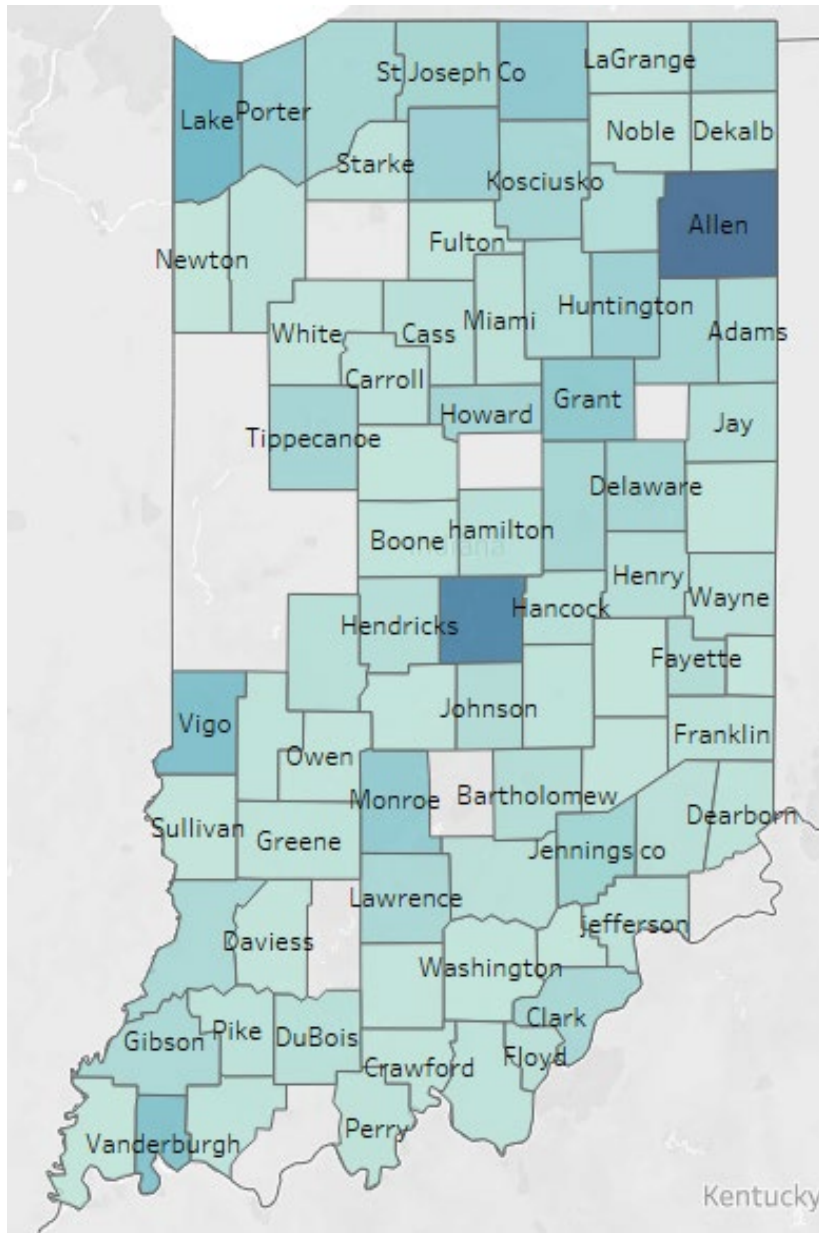 St Joseph Co
LaGrange
Lake
Porter
Noble
Dekalb
Starke
Kosciusko
Allen
Fulton
Newton
Huntington
Miami
White
Cass
Adams
Carroll
Grant
Howard
Jay
Tippecanoe
Delaware
Boone
hamilton
Indiana
Henry
Wayne
Hendricks
Hancock
Fayette
Johnson
Vigo
Franklin
Owen
Monroe
Bartholomew
Dearborn
Sullivan
Greene
Jennings co
Lawrence
jefferson
Daviess
Washington
Clark
Gibson
Pike
DuBois
Floyd
Crawford
Perry
Vanderburgh
Kentucky